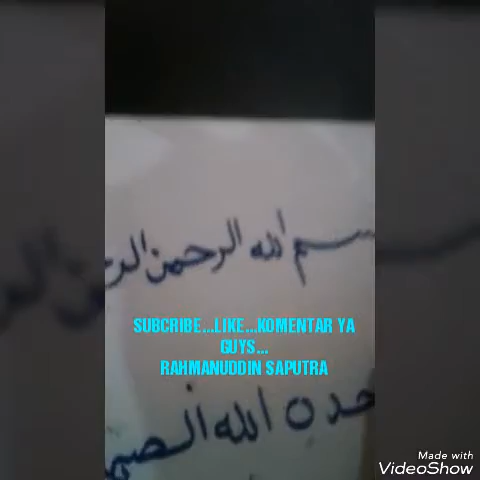 سم الله الرحمن الر
SUBCRIBE...LIKE...KOMENTAR YA
GUYS...
RAHMANUDDIN SAPUTRA
حد ه الله الصم
Made with
VideoShow